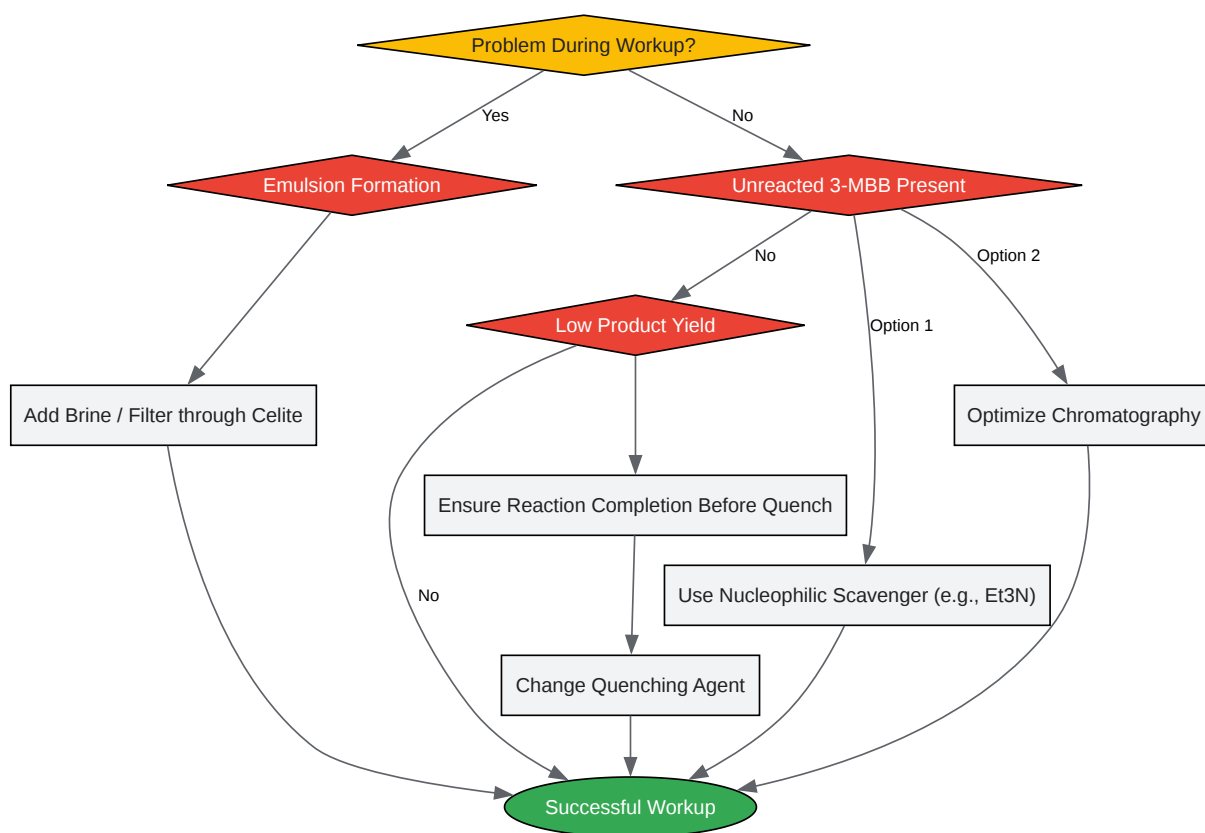 Problem During Workup?
Yes
No
Emulsion Formation
Unreacted 3-MBB Present
No
Option 2
Low Product Yield
Option 1
Add Brine / Filter through Celite
Optimize Chromatography
Ensure Reaction Completion Before Quench
No
Use Nucleophilic Scavenger (e.g., Et3N)
Change Quenching Agent
Successful Workup